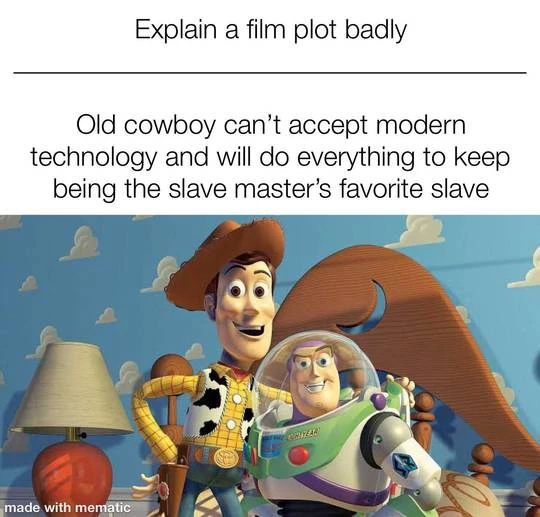 Explain a film plot badly
Old cowboy can't accept modern
technology and will do everything to keep
being the slave master's favorite slave
LIGHTYEAR
made with mematic